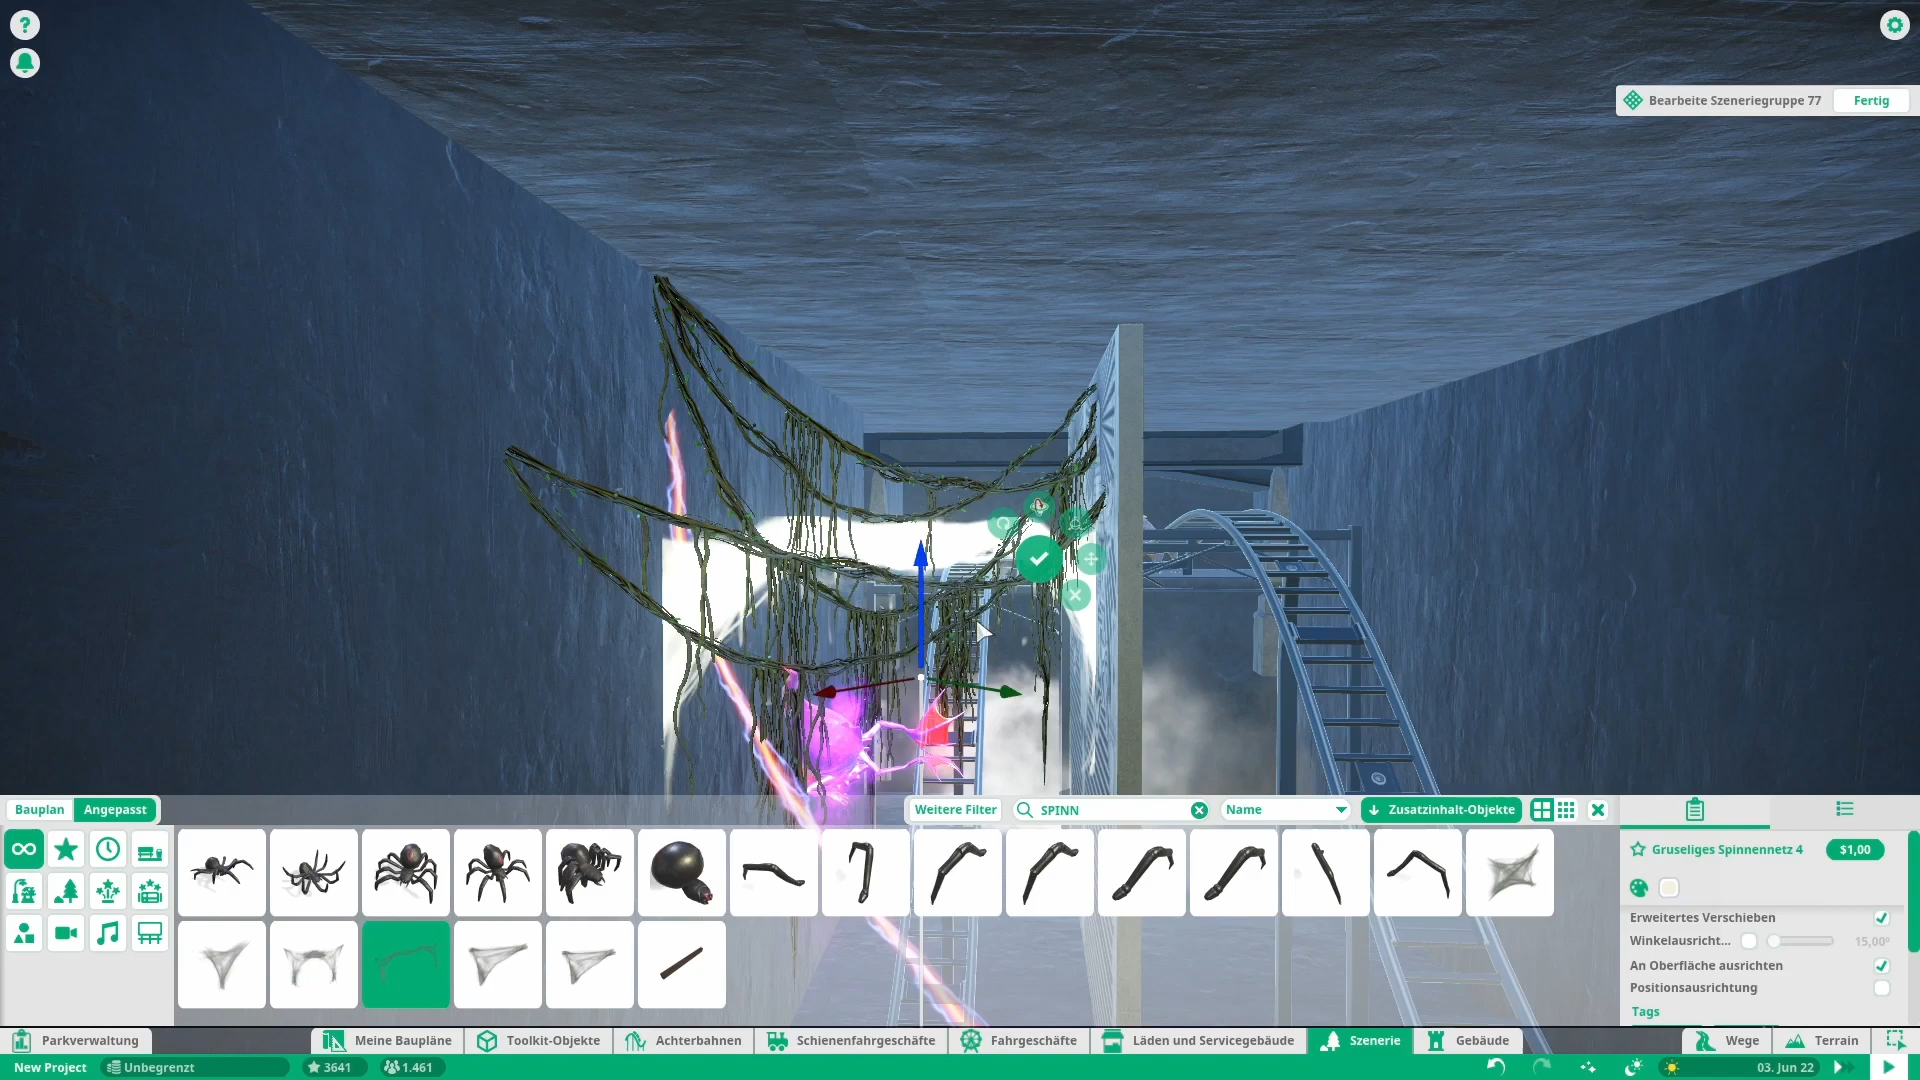 ?
Bearbeite Szeneriegruppe 77
Fertig
Bauplan
Angepasst
Weitere Filter
SPINN
Name
Zusatzinhalt-Objekte
Gruseliges Spinnennetz 4
$1,00
Erweitertes Verschieben
Winkelausricht...
15,00°
An Oberfläche ausrichten
Positionsausrichtung
Tags
Parkverwaltung
Meine Baupläne
Toolkit-Objekte
Achterbahnen
Schienenfahrgeschäfte
Fahrgeschäfte
Läden und Servicegebäude
Szenerie
Gebäude
Wege
Terrain
New Project
Unbegrenzt
3641
1.461
03. Jun 22